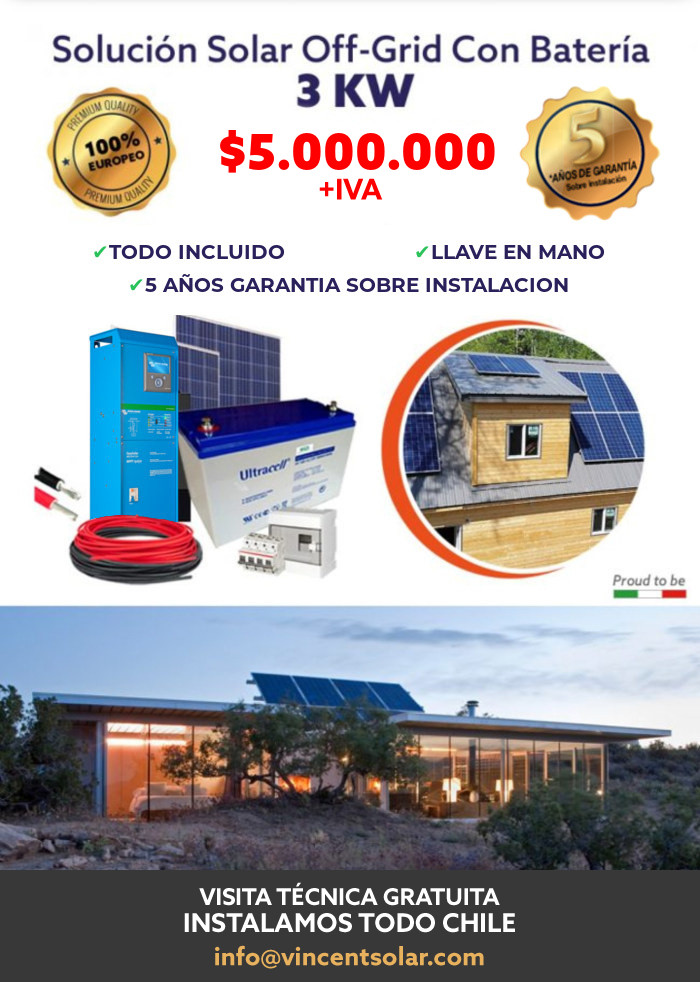 Solución Solar Off-Grid Con Batería
3 KW
PREMIUM QUALITY
100%
EUROPEO
PREMIUM QUALITY
$5.000.000
+IVA
5
*AÑOS DE GARANTÍA
Sobre instalación
✓TODO INCLUIDO
✓LLAVE EN MANO
✓5 AÑOS GARANTIA SOBRE INSTALACION
Ultracell
Proud to be
VISITA TÉCNICA GRATUITA
INSTALAMOS TODO CHILE
info@vincentsolar.com